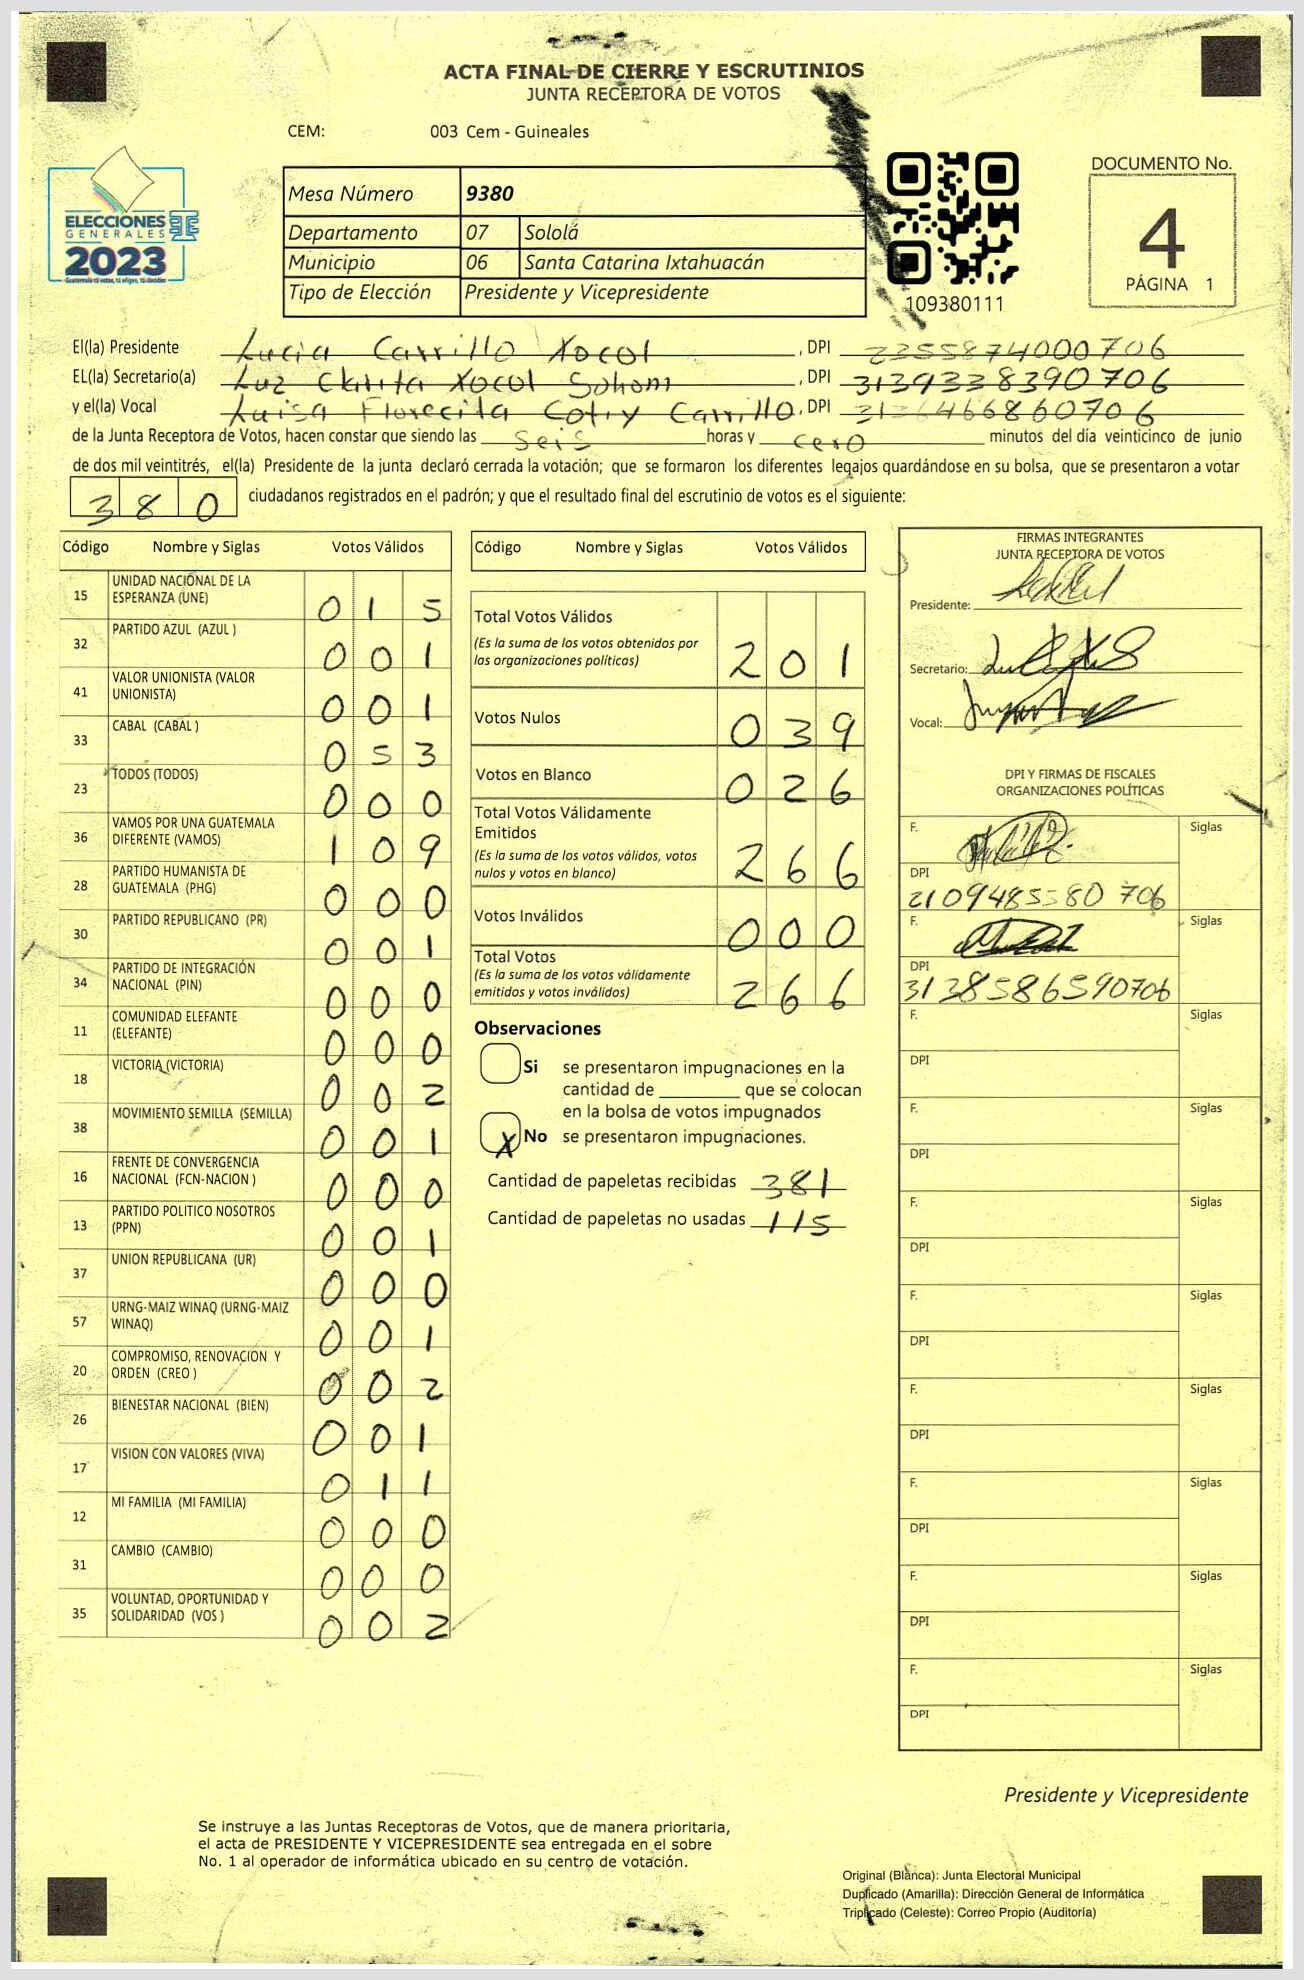 ACTA FINAL DE CIERRE Y ESCRUTINIOS
JUNTA RECEPTORA DE VOTOS
CEM: 003 Cem - Guineales
ELECCIONES
GENERALES
2023
Mesa Número 9380
Departamento 07 Sololá
Municipio 06 Santa Catarina Ixtahuacán
Tipo de Elección Presidente y Vicepresidente
109380111
DOCUMENTO No.
4
PÁGINA 1
El(la) Presidente Lucia Carrillo Xocol , DPI 2355874000706
EL(la) Secretario(a) Luz Clarita Xocol Sohom , DPI 3139338390706
y el(la) Vocal Luisa Florecita Cotiy Carrillo , DPI 3136466860706
de la Junta Receptora de Votos, hacen constar que siendo las seis horas y cero minutos del día veinticinco de junio
de dos mil veintitrés, el(la) Presidente de la junta declaró cerrada la votación; que se formaron los diferentes legajos quardándose en su bolsa, que se presentaron a votar
380 ciudadanos registrados en el padrón; y que el resultado final del escrutinio de votos es el siguiente:
Código Nombre y Siglas Votos Válidos
15 UNIDAD NACIONAL DE LA ESPERANZA (UNE) 015
32 PARTIDO AZUL (AZUL ) 001
41 VALOR UNIONISTA (VALOR UNIONISTA) 001
33 CABAL (CABAL ) 053
23 TODOS (TODOS) 000
36 VAMOS POR UNA GUATEMALA DIFERENTE (VAMOS) 109
28 PARTIDO HUMANISTA DE GUATEMALA (PHG) 000
30 PARTIDO REPUBLICANO (PR) 001
34 PARTIDO DE INTEGRACIÓN NACIONAL (PIN) 000
11 COMUNIDAD ELEFANTE (ELEFANTE) 000
18 VICTORIA (VICTORIA) 002
38 MOVIMIENTO SEMILLA (SEMILLA) 001
16 FRENTE DE CONVERGENCIA NACIONAL (FCN-NACION ) 000
13 PARTIDO POLITICO NOSOTROS (PPN) 001
37 UNION REPUBLICANA (UR) 000
57 URNG-MAIZ WINAQ (URNG-MAIZ WINAQ) 001
20 COMPROMISO, RENOVACION Y ORDEN (CREO ) 002
26 BIENESTAR NACIONAL (BIEN) 001
17 VISION CON VALORES (VIVA) 011
12 MI FAMILIA (MI FAMILIA) 000
31 CAMBIO (CAMBIO) 000
35 VOLUNTAD, OPORTUNIDAD Y SOLIDARIDAD (VOS ) 002
Código Nombre y Siglas Votos Válidos
Total Votos Válidos 201
(Es la suma de los votos obtenidos por
las organizaciones políticas)
Votos Nulos 039
Votos en Blanco 026
Total Votos Válidamente
Emitidos 266
(Es la suma de los votos válidos, votos
nulos y votos en blanco)
Votos Inválidos 000
Total Votos 266
(Es la suma de los votos válidamente
emitidos y votos inválidos)
Observaciones
Si se presentaron impugnaciones en la
cantidad de ________ que se colocan
en la bolsa de votos impugnados
X No se presentaron impugnaciones.
Cantidad de papeletas recibidas 381
Cantidad de papeletas no usadas 115
FIRMAS INTEGRANTES
JUNTA RECEPTORA DE VOTOS
Presidente:
Secretario:
Vocal:
DPI Y FIRMAS DE FISCALES
ORGANIZACIONES POLÍTICAS
F. Siglas
DPI
2109485580706
F. Siglas
DPI
3138586590706
F. Siglas
DPI
F. Siglas
DPI
F. Siglas
DPI
F. Siglas
DPI
F. Siglas
DPI
F. Siglas
DPI
F. Siglas
DPI
F. Siglas
DPI
Presidente y Vicepresidente
Se instruye a las Juntas Receptoras de Votos, que de manera prioritaria,
el acta de PRESIDENTE Y VICEPRESIDENTE sea entregada en el sobre
No. 1 al operador de informática ubicado en su centro de votación.
Original (Blanca): Junta Electoral Municipal
Duplicado (Amarilla): Dirección General de Informática
Triplicado (Celeste): Correo Propio (Auditoría)